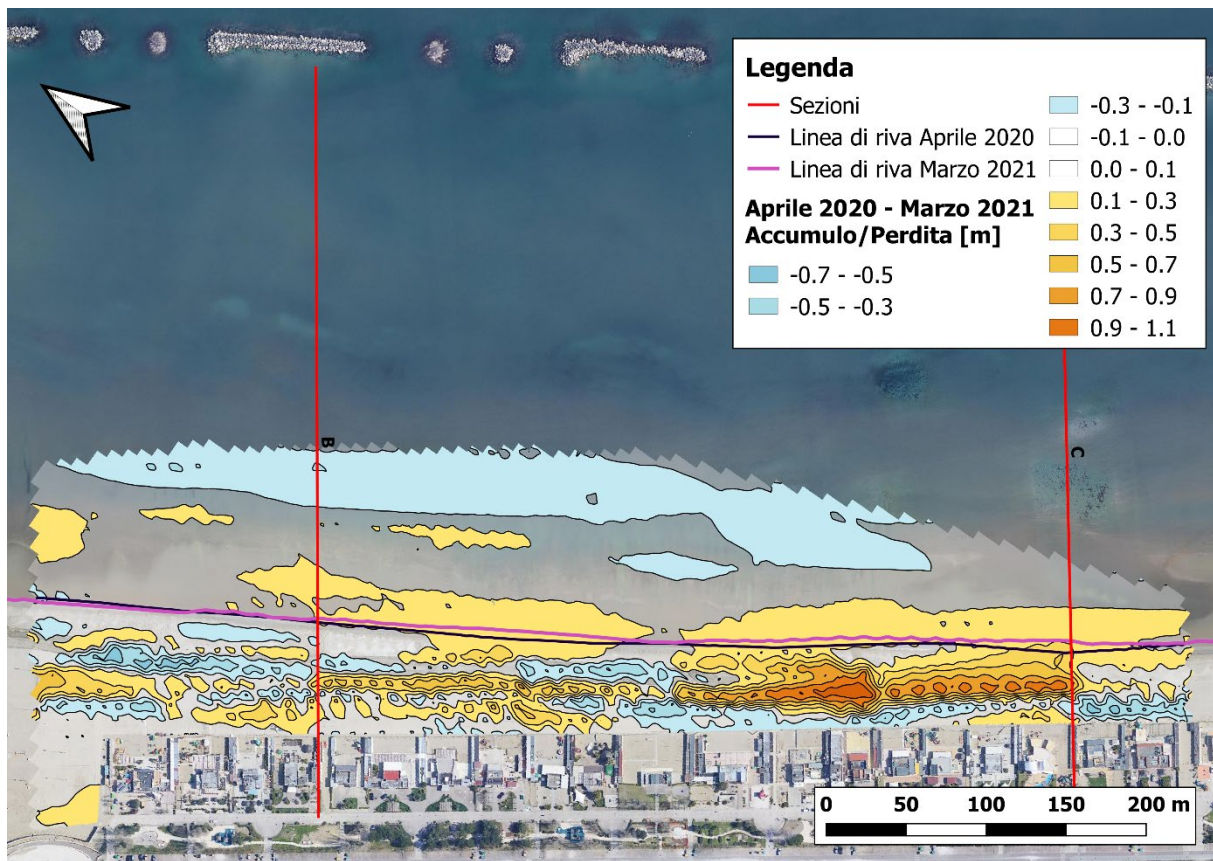 Legenda
Sezioni
Linea di riva Aprile 2020
Linea di riva Marzo 2021
Aprile 2020 - Marzo 2021
Accumulo/Perdita [m]
-0.7 - -0.5
-0.5 - -0.3
-0.3 - -0.1
-0.1 - 0.0
0.0 - 0.1
0.1 - 0.3
0.3 - 0.5
0.5 - 0.7
0.7 - 0.9
0.9 - 1.1
B
C
0 50 100 150 200 m